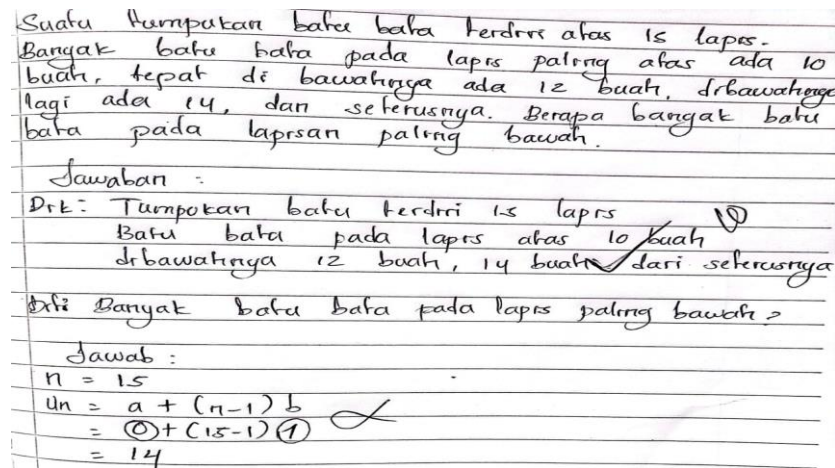 Suatu tumpukan batu bata terdiri atas 15 lapis.
Banyak batu bata pada lapis paling atas ada 10
buah, tepat di bawahnya ada 12 buah, dibawahnya
lagi ada 14, dan seterusnya. Berapa banyak batu
bata pada lapisan paling bawah.
Jawaban :
Dik: Tumpokan batu terdiri 15 lapis
Batu bata pada lapis atas 10 buah
dibawahnya 12 buah, 14 buah dari seterusnya
Dit: Banyak batu bata pada lapis paling bawah?
Jawab :
n = 15
Un = a + (n-1) b
= 0 + (15-1) 1
= 14